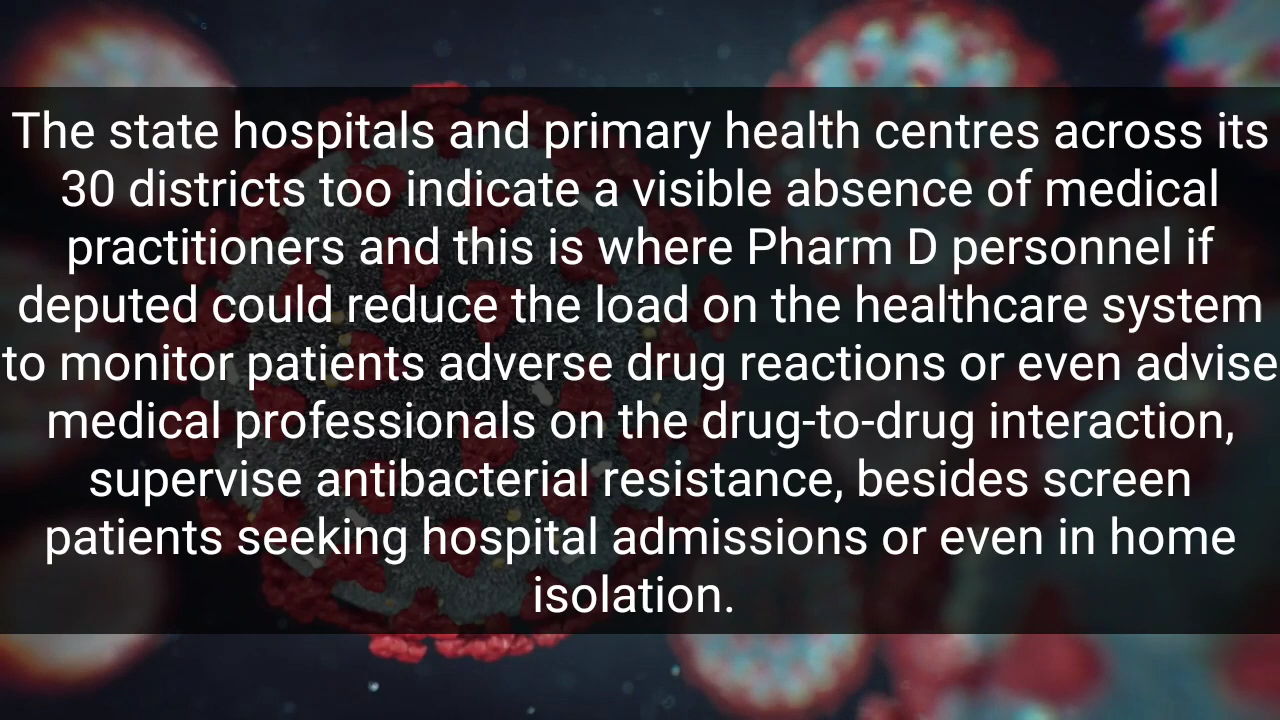 The state hospitals and primary health centres across its
30 districts too indicate a visible absence of medical
practitioners and this is where Pharm D personnel if
deputed could reduce the load on the healthcare system
to monitor patients adverse drug reactions or even advise
medical professionals on the drug-to-drug interaction,
supervise antibacterial resistance, besides screen
patients seeking hospital admissions or even in home
isolation.